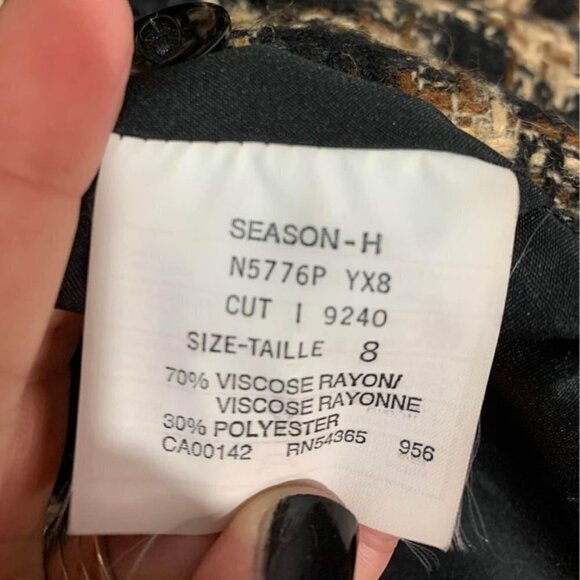 SEASON-H
N5776P YX8
CUT I 9240
SIZE-TAILLE 8
70% VISCOSE RAYON/
VISCOSE RAYONNE
30% POLYESTER
CA00142 RN54365 956